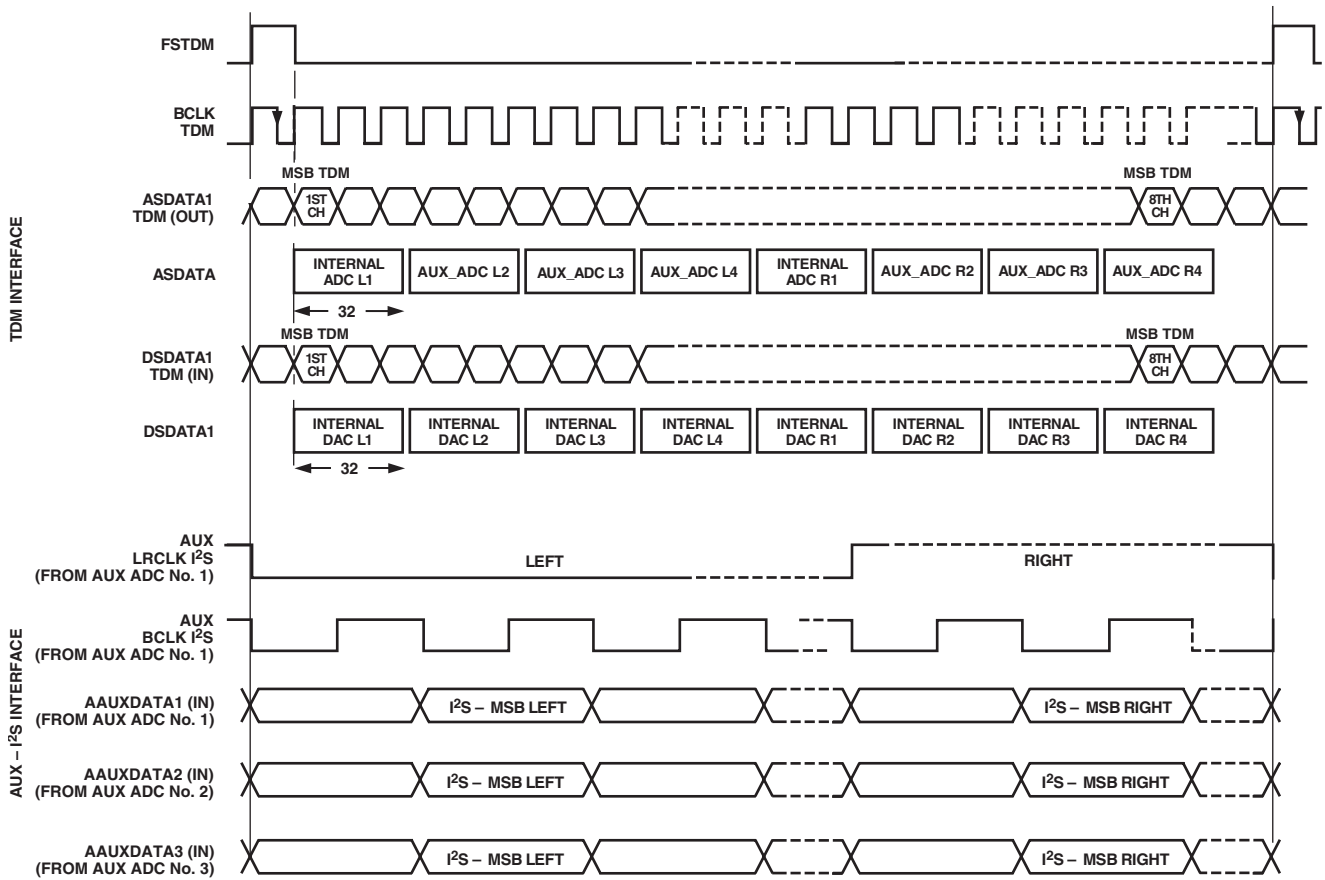 FSTDM
BCLK
TDM
MSB TDM
MSB TDM
ASDATA1
TDM (OUT)
1ST
CH
8TH
CH
TDM INTERFACE
ASDATA
INTERNAL
ADC L1
AUX_ADC L2
AUX_ADC L3
AUX_ADC L4
INTERNAL
ADC R1
AUX_ADC R2
AUX_ADC R3
AUX_ADC R4
32
MSB TDM
MSB TDM
DSDATA1
TDM (IN)
1ST
CH
8TH
CH
DSDATA1
INTERNAL
DAC L1
INTERNAL
DAC L2
INTERNAL
DAC L3
INTERNAL
DAC L4
INTERNAL
DAC R1
INTERNAL
DAC R2
INTERNAL
DAC R3
INTERNAL
DAC R4
32
AUX
LRCLK I²S
(FROM AUX ADC No. 1)
LEFT
RIGHT
AUX – I²S INTERFACE
AUX
BCLK I²S
(FROM AUX ADC No. 1)
AAUXDATA1 (IN)
(FROM AUX ADC No. 1)
I²S – MSB LEFT
I²S – MSB RIGHT
AAUXDATA2 (IN)
(FROM AUX ADC No. 2)
I²S – MSB LEFT
I²S – MSB RIGHT
AAUXDATA3 (IN)
(FROM AUX ADC No. 3)
I²S – MSB LEFT
I²S – MSB RIGHT